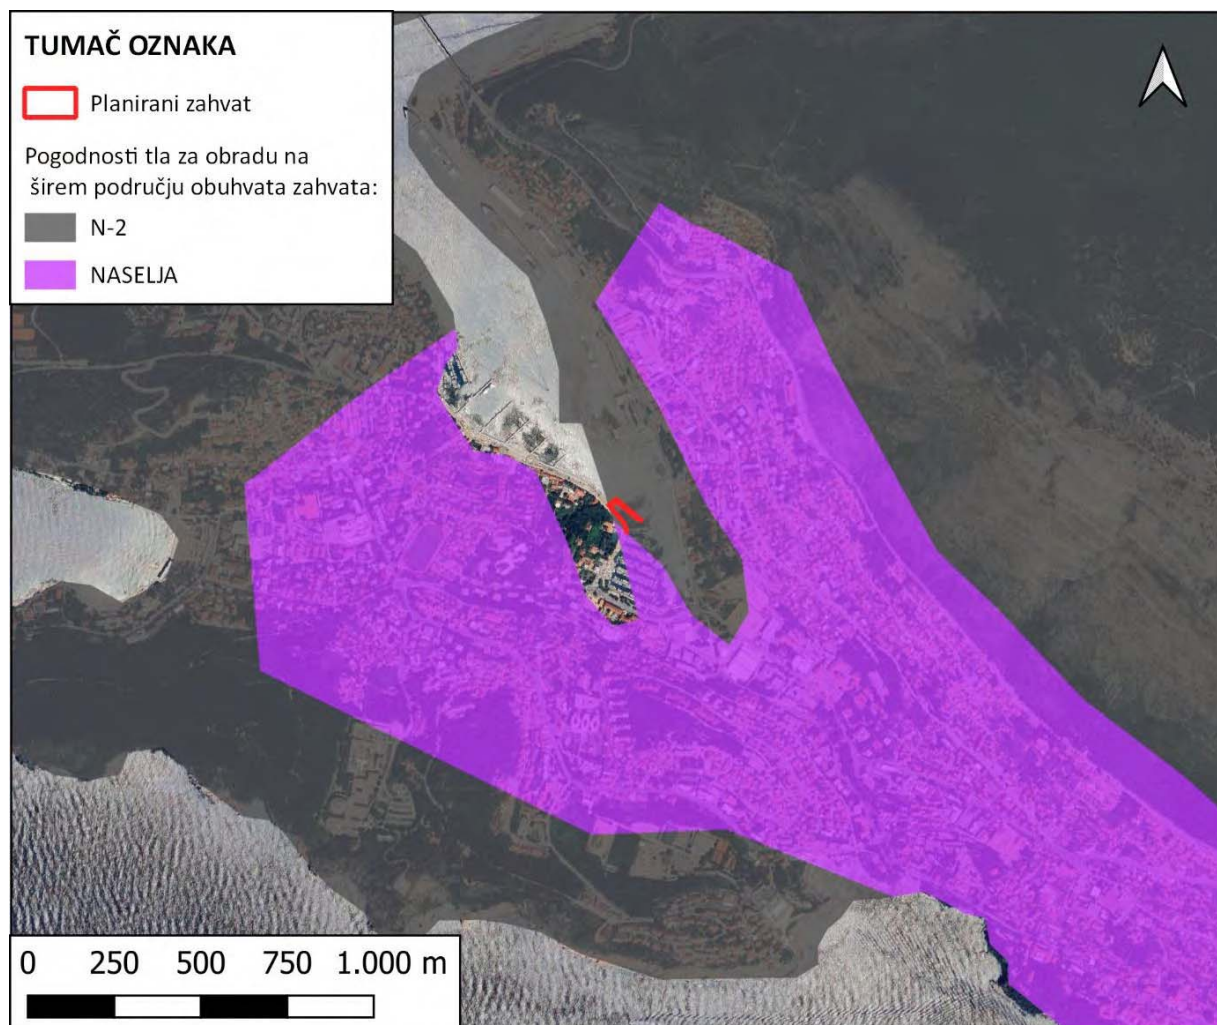 TUMAČ OZNAKA
Planirani zahvat
Pogodnosti tla za obradu na
širem području obuhvata zahvata:
N-2
NASELJA
0 250 500 750 1.000 m